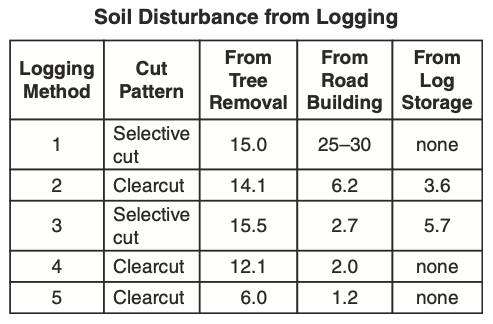 Soil Disturbance from Logging
Logging Method | Cut Pattern | From Tree Removal | From Road Building | From Log Storage
1 | Selective cut | 15.0 | 25–30 | none
2 | Clearcut | 14.1 | 6.2 | 3.6
3 | Selective cut | 15.5 | 2.7 | 5.7
4 | Clearcut | 12.1 | 2.0 | none
5 | Clearcut | 6.0 | 1.2 | none